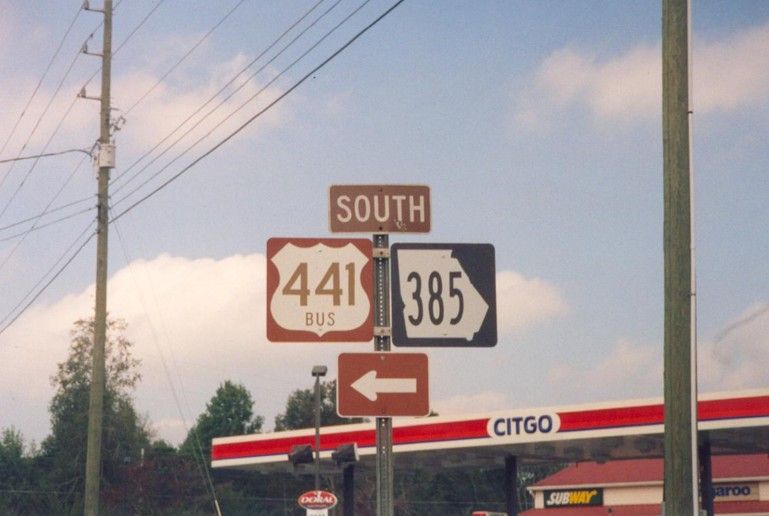 SOUTH
441
BUS
385
CITGO
SUBWAY
DORAL